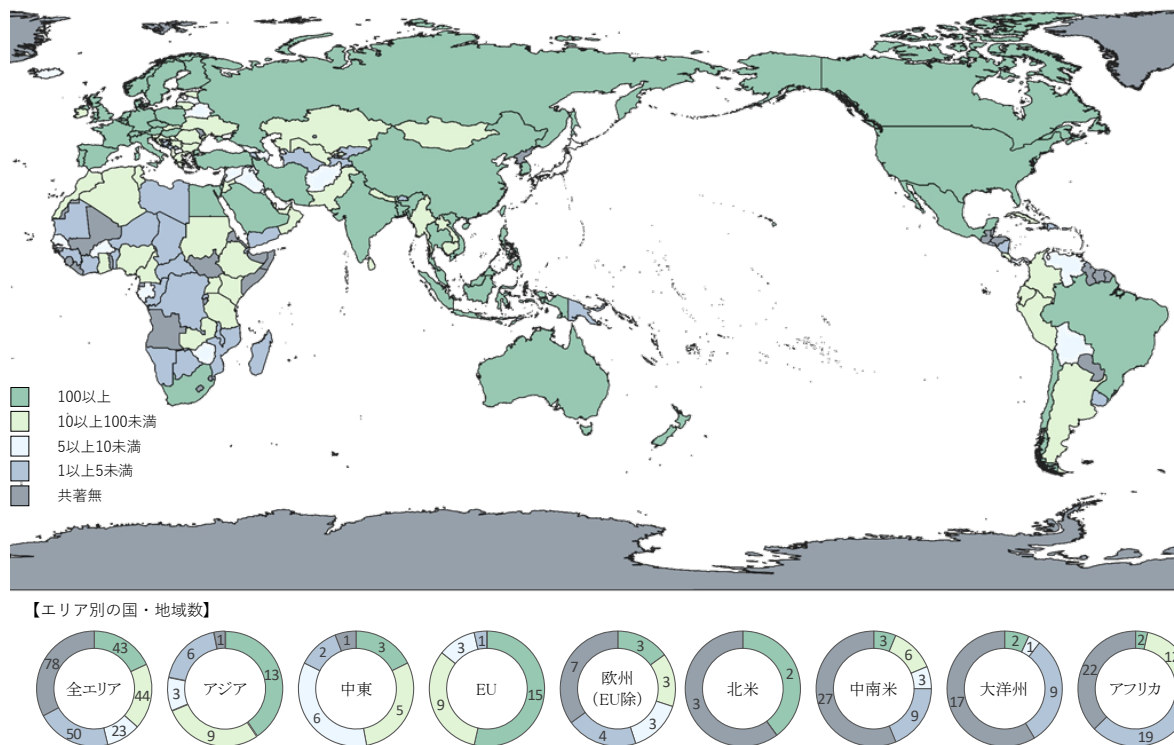 100以上
10以上100未満
5以上10未満
1以上5未満
共著無
【エリア別の国・地域数】
43
44
23
50
78
全エリア
13
9
3
6
1
アジア
3
5
6
2
1
中東
15
9
3
1
EU
3
3
3
4
7
欧州
(EU除)
2
3
北米
3
6
3
9
27
中南米
2
1
9
17
大洋州
2
19
22
アフリカ